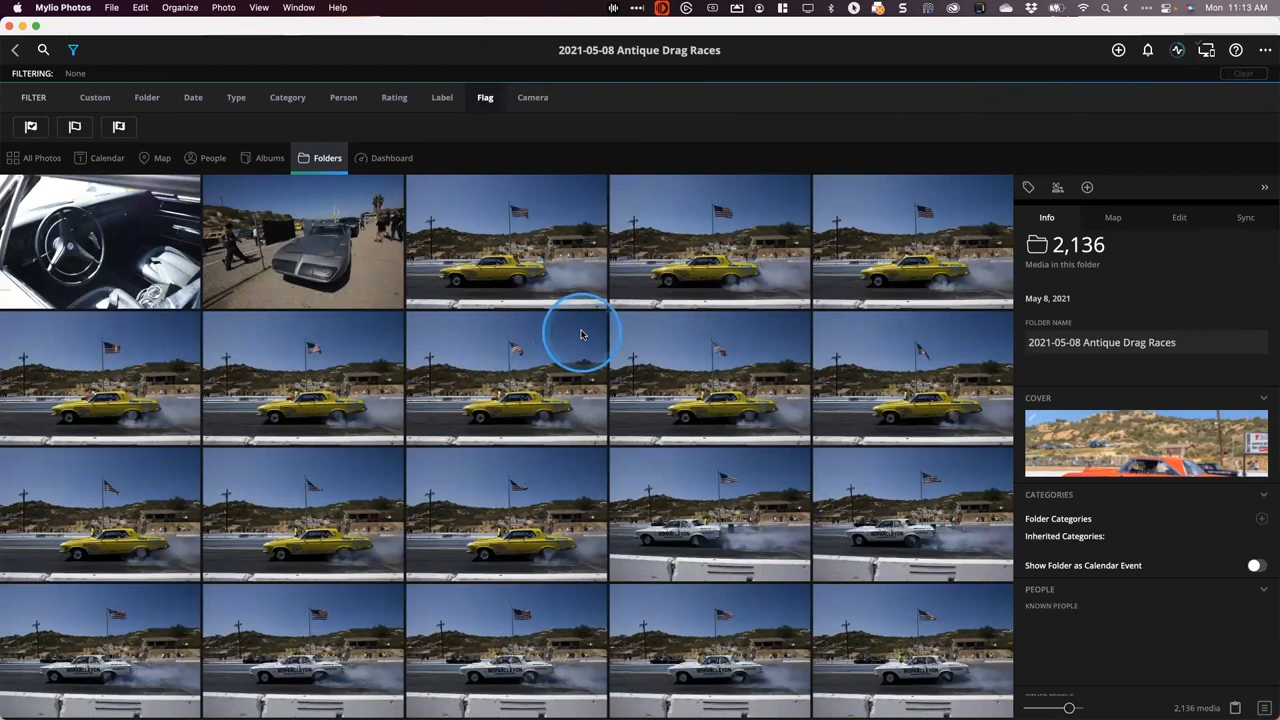 Mylio Photos File Edit Organize Photo View Window Help Mon 11:13 AM
2021-05-08 Antique Drag Races
FILTERING: None Clear
FILTER Custom Folder Date Type Category Person Rating Label Flag Camera
All Photos Calendar Map People Albums Folders Dashboard
Info Map Edit Sync
2,136
Media in this folder
May 8, 2021
FOLDER NAME
2021-05-08 Antique Drag Races
COVER
CATEGORIES
Folder Categories
Inherited Categories:
Show Folder as Calendar Event
PEOPLE
KNOWN PEOPLE
2,136 media